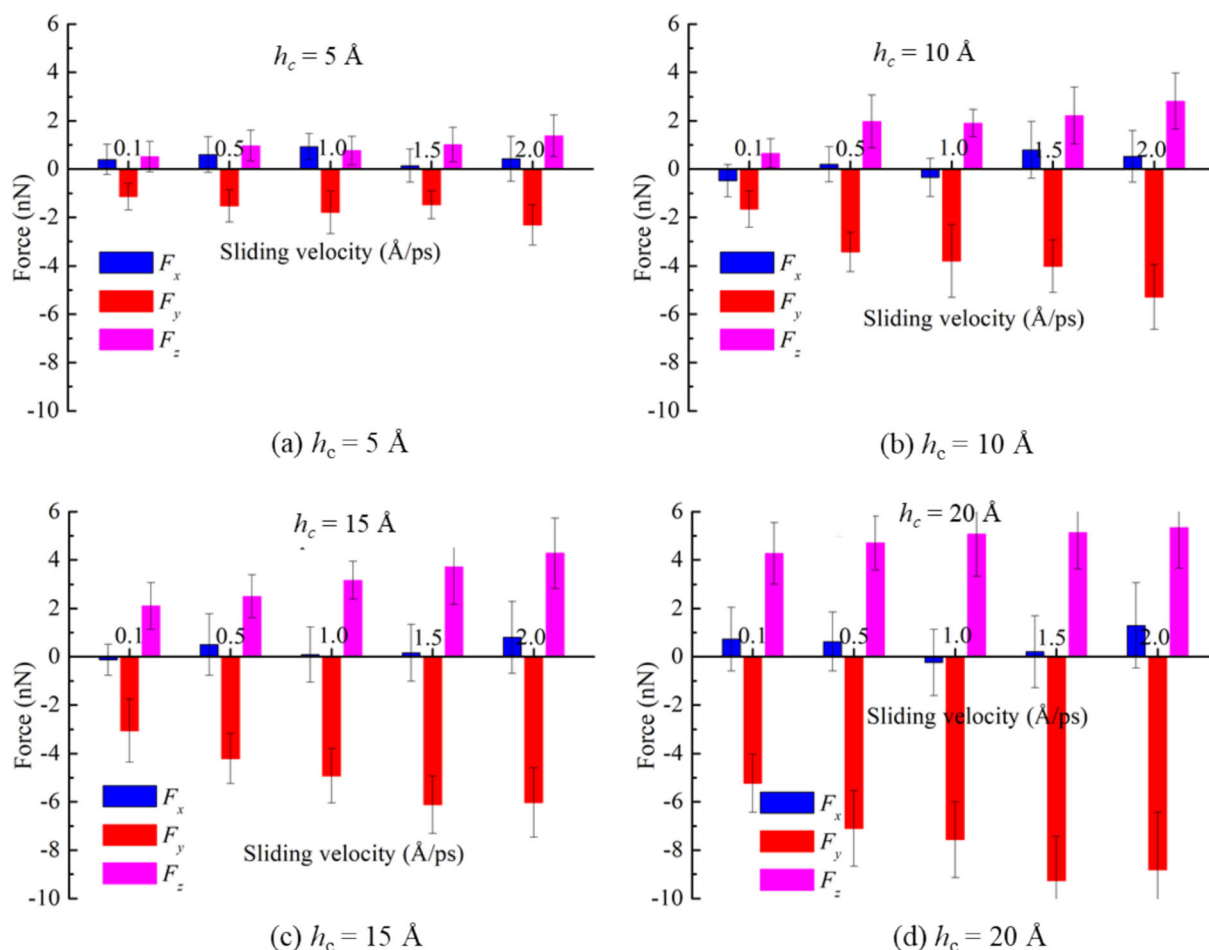 6
4
2
0
-2
-4
-6
-8
-10
Force (nN)
h_c = 5 Å
0.1 0.5 1.0 1.5 2.0
Sliding velocity (Å/ps)
F_x
F_y
F_z
(a) h_c = 5 Å
6
4
2
0
-2
-4
-6
-8
-10
Force (nN)
h_c = 10 Å
0.1 0.5 1.0 1.5 2.0
Sliding velocity (Å/ps)
F_x
F_y
F_z
(b) h_c = 10 Å
6
4
2
0
-2
-4
-6
-8
-10
Force (nN)
h_c = 15 Å
0.1 0.5 1.0 1.5 2.0
Sliding velocity (Å/ps)
F_x
F_y
F_z
(c) h_c = 15 Å
6
4
2
0
-2
-4
-6
-8
-10
Force (nN)
h_c = 20 Å
0.1 0.5 1.0 1.5 2.0
Sliding velocity (Å/ps)
F_x
F_y
F_z
(d) h_c = 20 Å